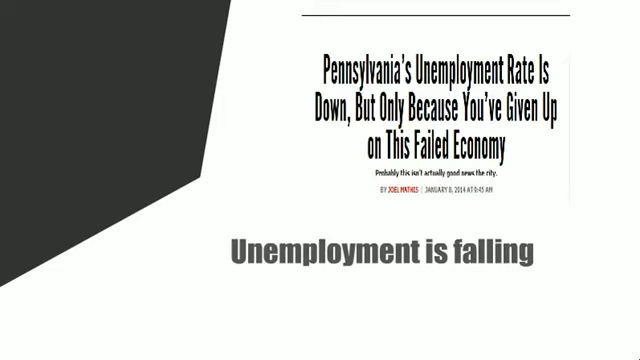 Pennsylvania's Unemployment Rate Is
Down, But Only Because You've Given Up
on This Failed Economy
Probably this isn't actually good news the city.
BY JOEL MATHIS | JANUARY 8, 2014 AT 9:45 AM
Unemployment is falling